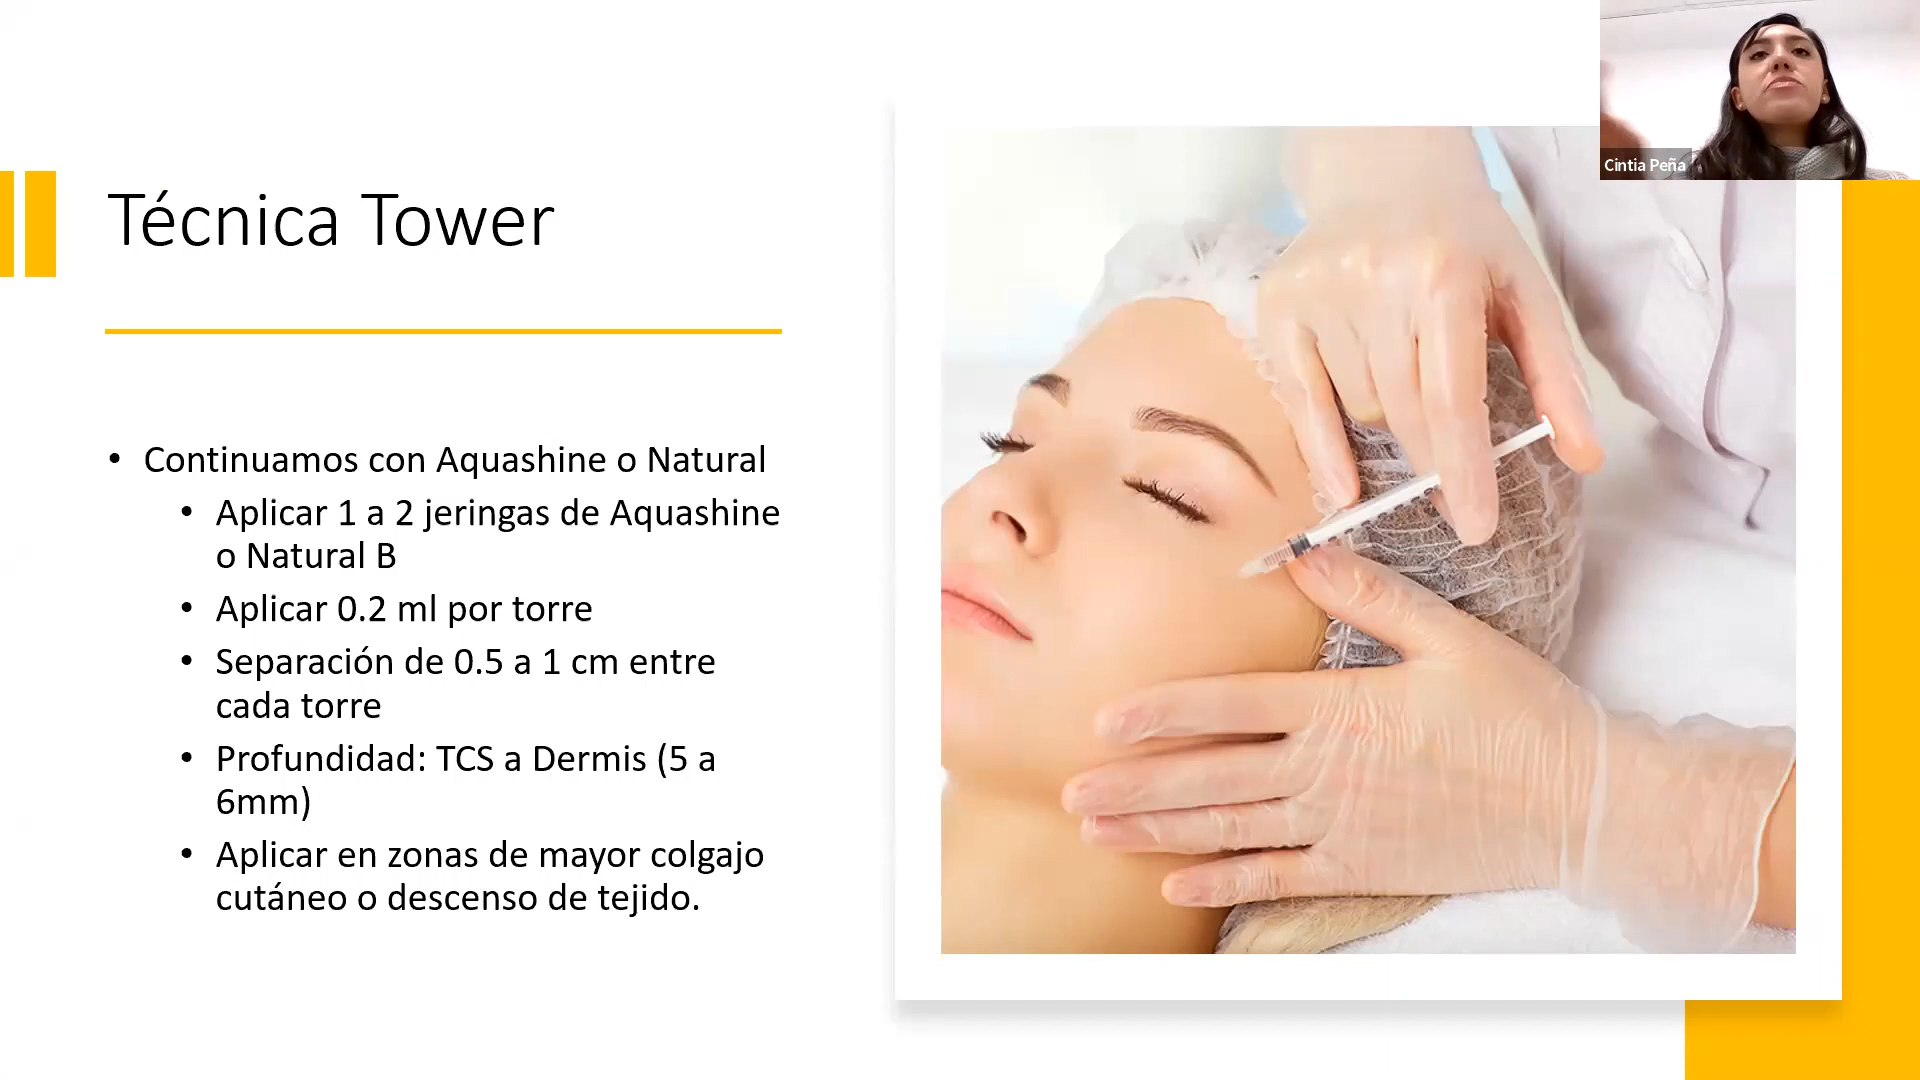 Cintia Peña
Técnica Tower
• Continuamos con Aquashine o Natural
• Aplicar 1 a 2 jeringas de Aquashine
o Natural B
• Aplicar 0.2 ml por torre
• Separación de 0.5 a 1 cm entre
cada torre
• Profundidad: TCS a Dermis (5 a
6mm)
• Aplicar en zonas de mayor colgajo
cutáneo o descenso de tejido.